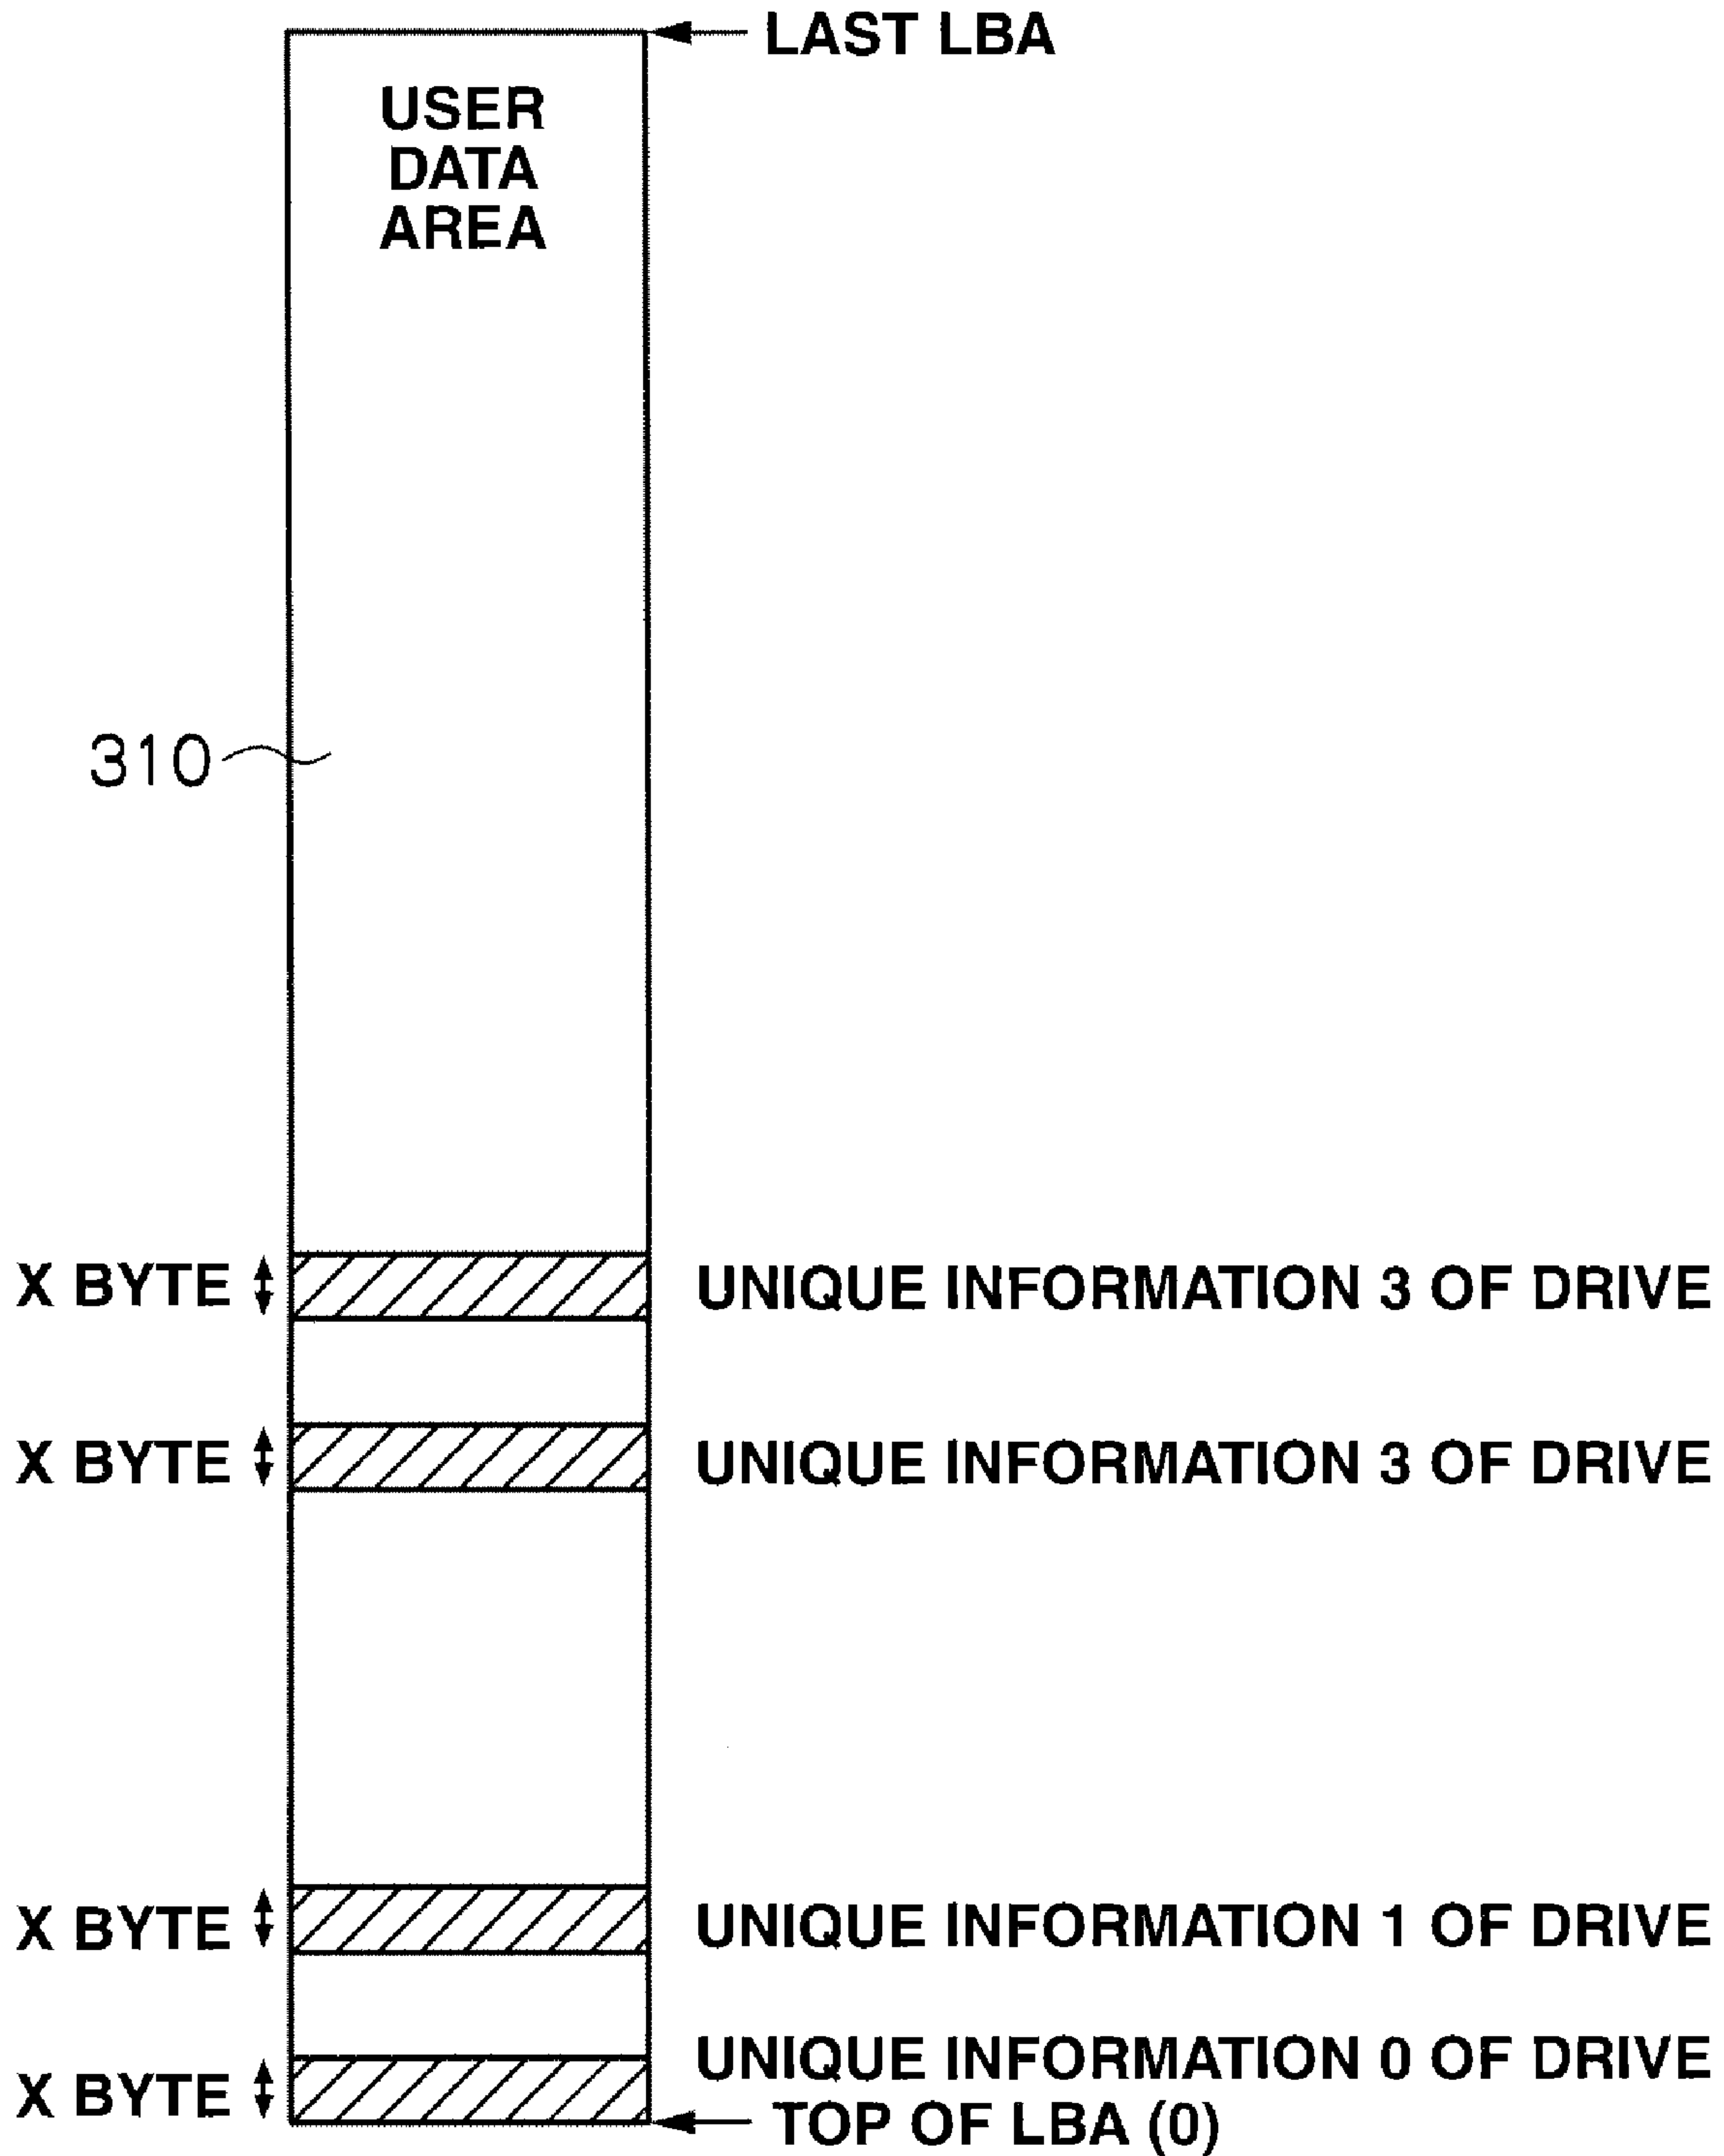 LAST LBA
USER
DATA
AREA
310
X BYTE UNIQUE INFORMATION 3 OF DRIVE
X BYTE UNIQUE INFORMATION 3 OF DRIVE
X BYTE UNIQUE INFORMATION 1 OF DRIVE
UNIQUE INFORMATION 0 OF DRIVE
X BYTE
TOP OF LBA (0)